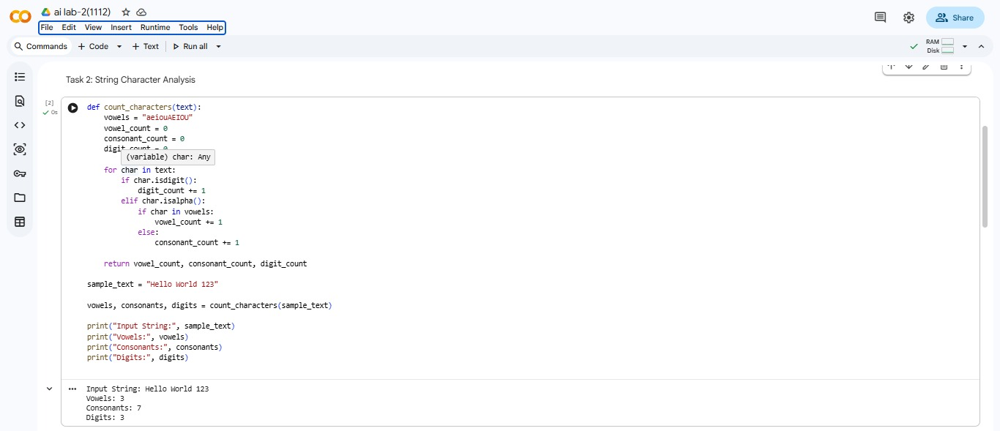 ai lab-2(1112)
File Edit View Insert Runtime Tools Help
Share
Commands + Code + Text Run all
RAM
Disk
Task 2: String Character Analysis
[2]
0s
def count_characters(text):
    vowels = "aeiouAEIOU"
    vowel_count = 0
    consonant_count = 0
    digit_count = 0
(variable) char: Any
    for char in text:
        if char.isdigit():
            digit_count += 1
        elif char.isalpha():
            if char in vowels:
                vowel_count += 1
            else:
                consonant_count += 1
    return vowel_count, consonant_count, digit_count
sample_text = "Hello World 123"
vowels, consonants, digits = count_characters(sample_text)
print("Input String:", sample_text)
print("Vowels:", vowels)
print("Consonants:", consonants)
print("Digits:", digits)
Input String: Hello World 123
Vowels: 3
Consonants: 7
Digits: 3